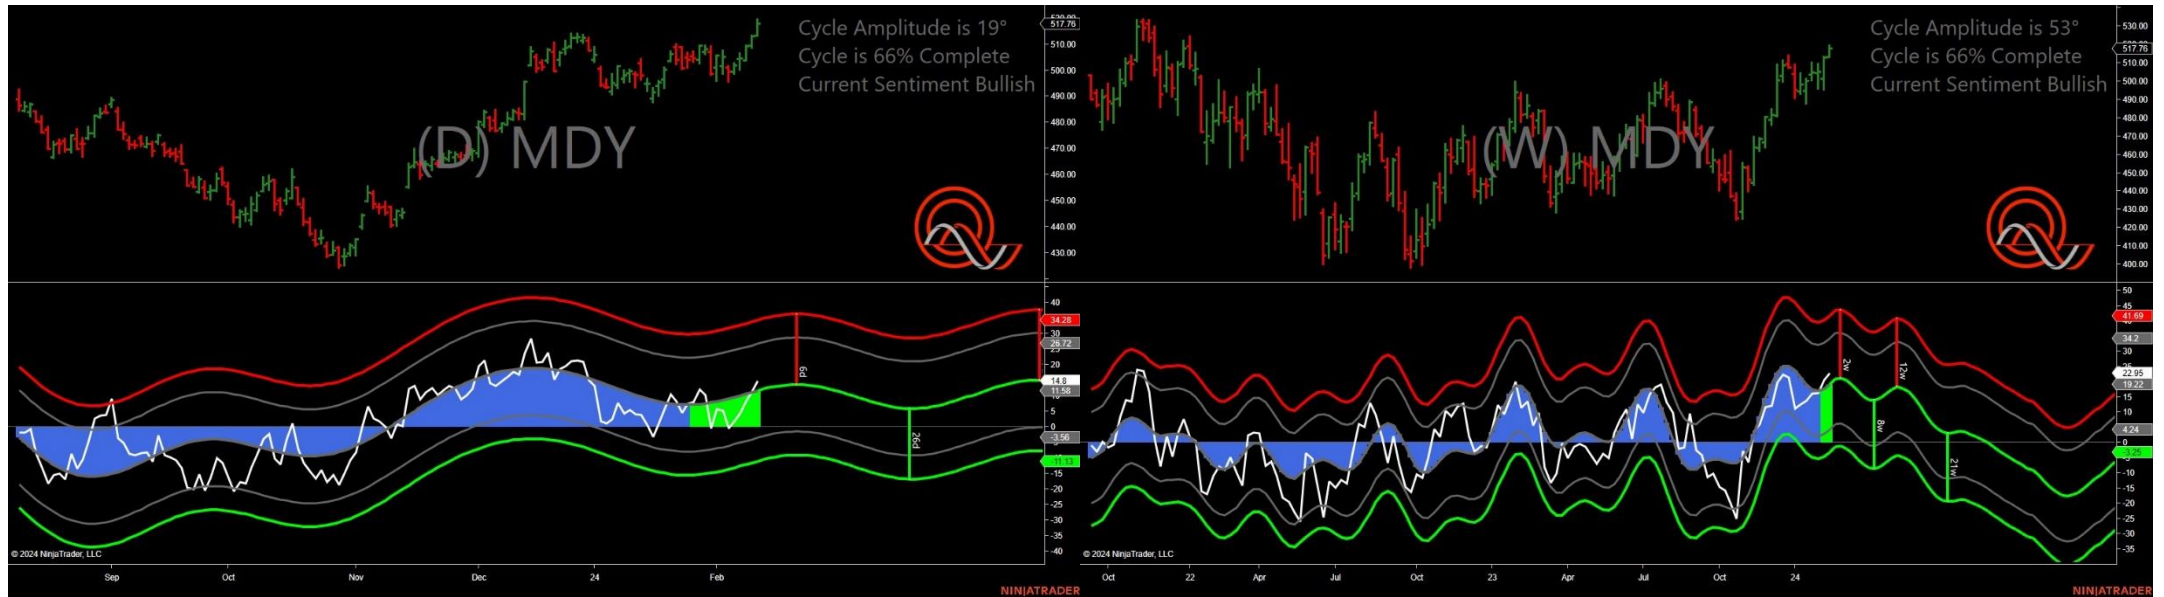 Cycle Amplitude is 19°
Cycle is 66% Complete
Current Sentiment Bullish
(D) MDY
517.76
510.00
500.00
490.00
480.00
470.00
460.00
450.00
440.00
430.00
40
34.28
30
26.72
20
14.8
11.58
5
0
-3.56
-11.13
-15
-20
-25
-30
-35
-40
6d
26d
© 2024 NinjaTrader, LLC
Sep
Oct
Nov
Dec
24
Feb
NINJATRADER
Cycle Amplitude is 53°
Cycle is 66% Complete
Current Sentiment Bullish
(W) MDY
530.00
517.76
510.00
500.00
490.00
480.00
470.00
460.00
450.00
440.00
430.00
420.00
410.00
400.00
50
45
41.69
34.2
30
22.95
19.22
15
10
4.24
0
-3.25
-10
-15
-20
-25
-30
-35
2w
12w
8w
21w
© 2024 NinjaTrader, LLC
Oct
22
Apr
Jul
Oct
23
Apr
Jul
Oct
24
NINJATRADER